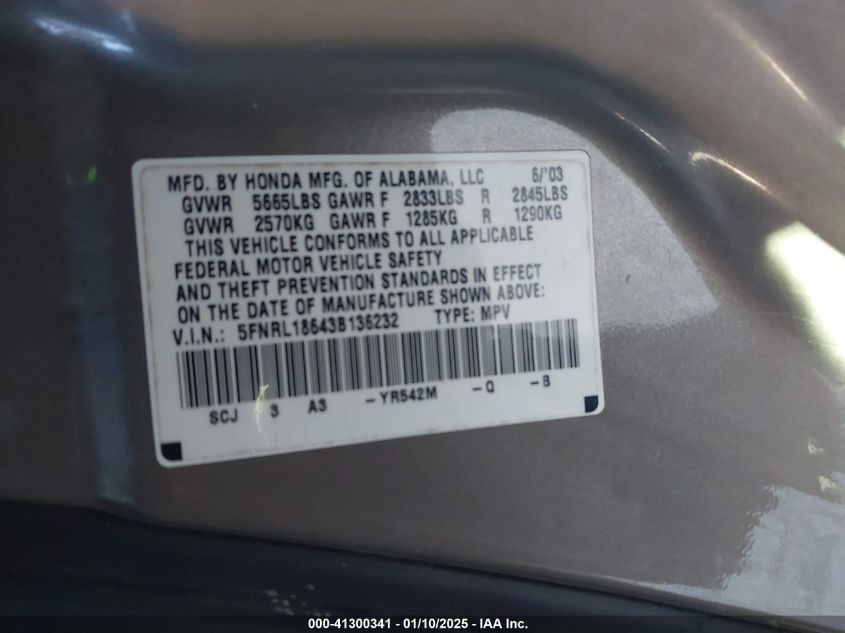 MFD. BY HONDA MFG. OF ALABAMA, LLC 6/'03
GVWR 5665LBS GAWR F 2833LBS R 2845LBS
GVWR 2570KG GAWR F 1285KG R 1290KG
THIS VEHICLE CONFORMS TO ALL APPLICABLE
FEDERAL MOTOR VEHICLE SAFETY
AND THEFT PREVENTION STANDARDS IN EFFECT
ON THE DATE OF MANUFACTURE SHOWN ABOVE:
V.I.N.: 5FNRL18643B136232 TYPE: MPV
SCJ 3 A3 -YR542M -Q -B
000-41300341 - 01/10/2025 - IAA Inc.